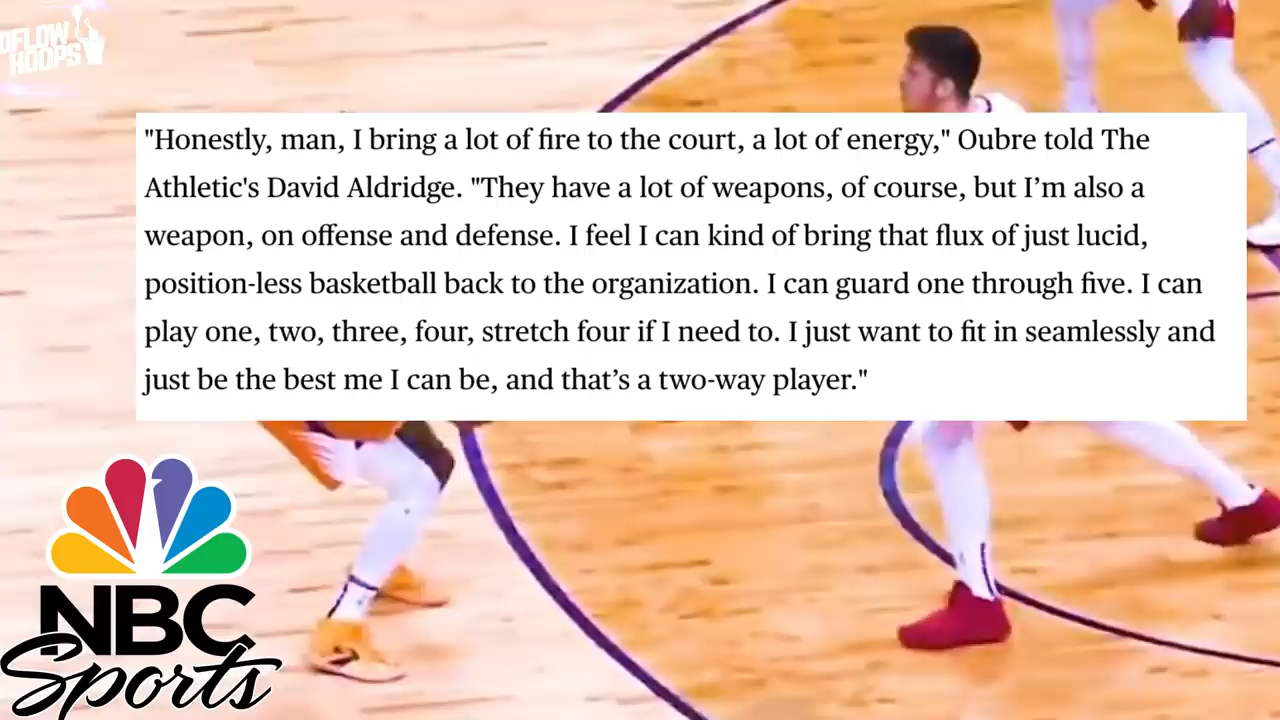 DFLOW
HOOPS
"Honestly, man, I bring a lot of fire to the court, a lot of energy," Oubre told The
Athletic's David Aldridge. "They have a lot of weapons, of course, but I’m also a
weapon, on offense and defense. I feel I can kind of bring that flux of just lucid,
position-less basketball back to the organization. I can guard one through five. I can
play one, two, three, four, stretch four if I need to. I just want to fit in seamlessly and
just be the best me I can be, and that’s a two-way player."
NBC
Sports